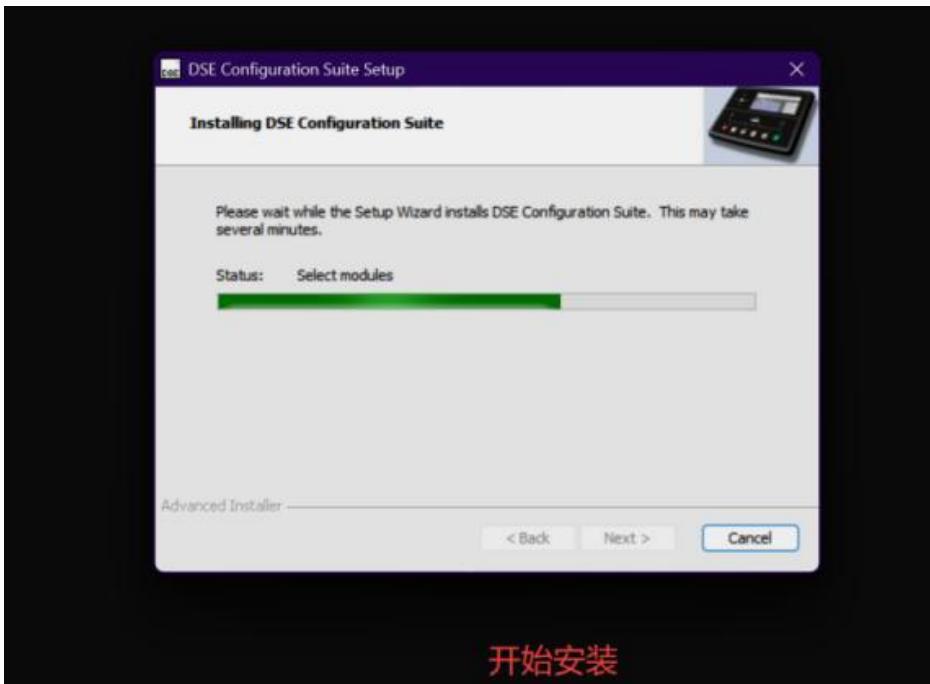 DSE Configuration Suite Setup
Installing DSE Configuration Suite
Please wait while the Setup Wizard installs DSE Configuration Suite. This may take
several minutes.
Status: Select modules
Advanced Installer
< Back Next > Cancel
开始安装